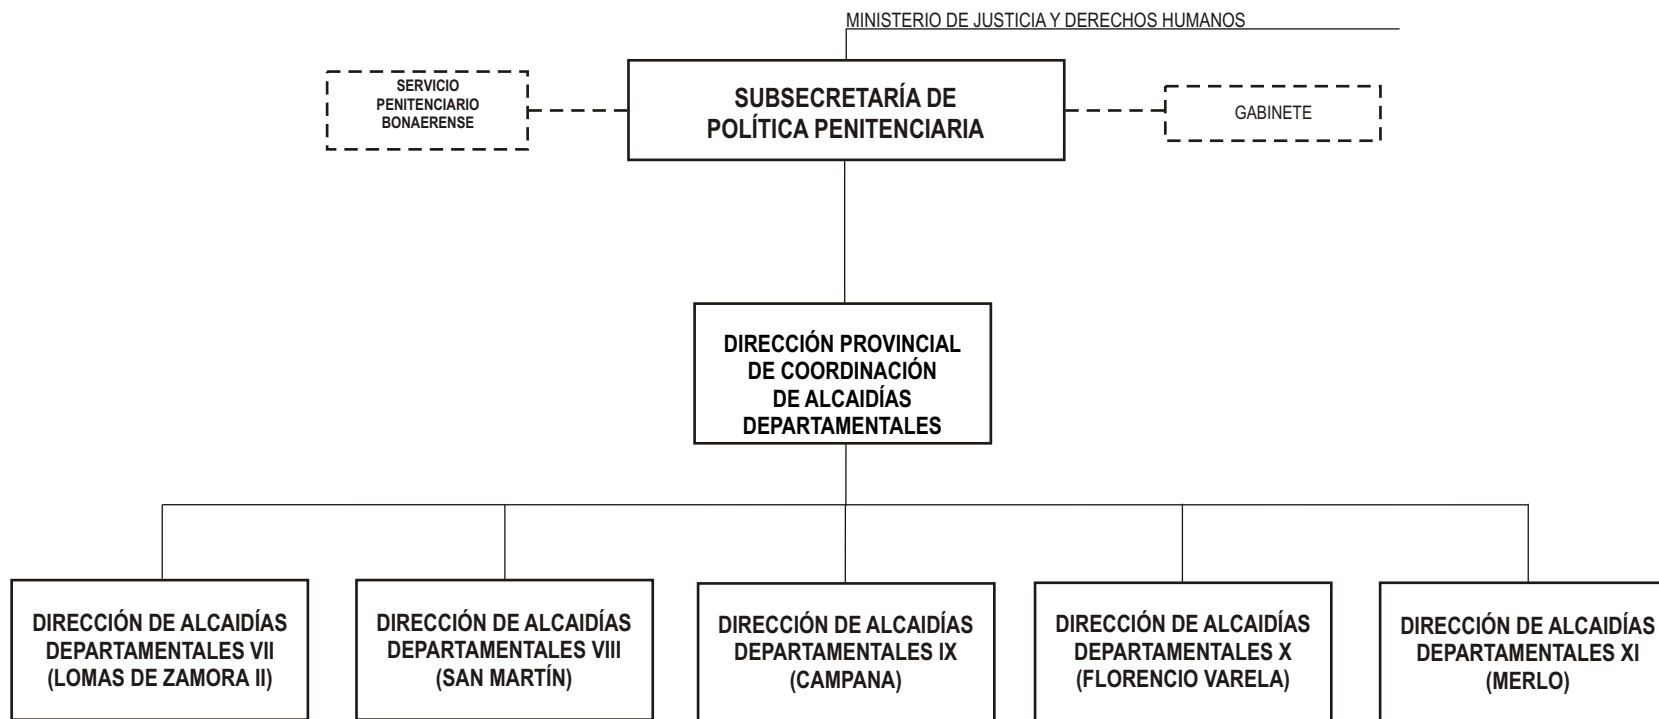 MINISTERIO DE JUSTICIA Y DERECHOS HUMANOS
SERVICIO
PENITENCIARIO
BONAERENSE
SUBSECRETARÍA DE
POLÍTICA PENITENCIARIA
GABINETE
DIRECCIÓN PROVINCIAL
DE COORDINACIÓN
DE ALCAIDÍAS
DEPARTAMENTALES
DIRECCIÓN DE ALCAIDÍAS
DEPARTAMENTALES VII
(LOMAS DE ZAMORA II)
DIRECCIÓN DE ALCAIDÍAS
DEPARTAMENTALES VIII
(SAN MARTÍN)
DIRECCIÓN DE ALCAIDÍAS
DEPARTAMENTALES IX
(CAMPANA)
DIRECCIÓN DE ALCAIDÍAS
DEPARTAMENTALES X
(FLORENCIO VARELA)
DIRECCIÓN DE ALCAIDÍAS
DEPARTAMENTALES XI
(MERLO)